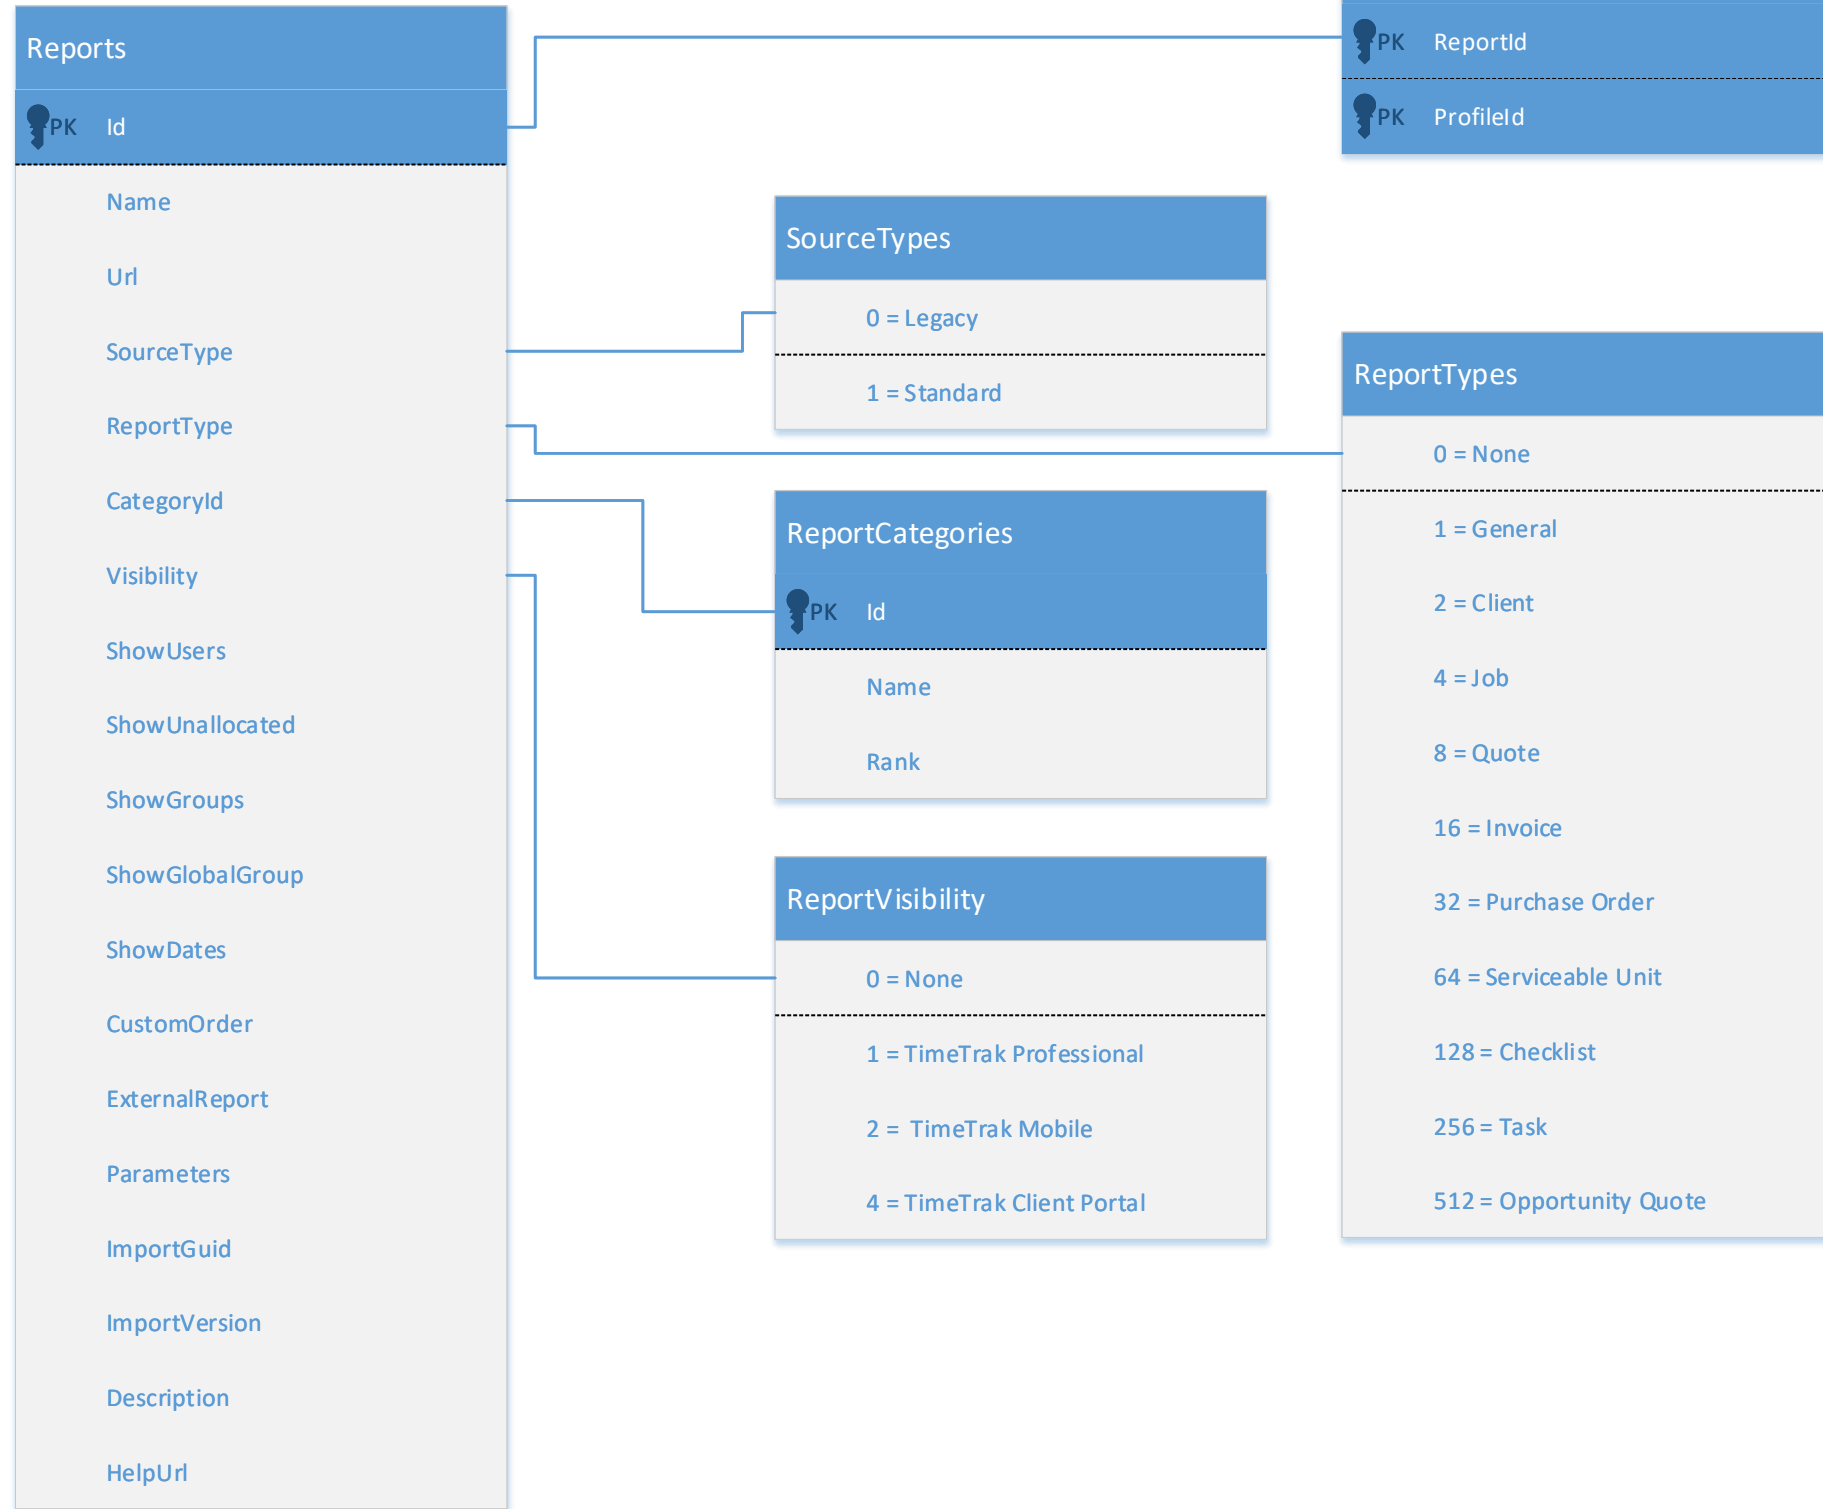 Reports
PK Id
Name
Url
SourceType
ReportType
CategoryId
Visibility
ShowUsers
ShowUnallocated
ShowGroups
ShowGlobalGroup
ShowDates
CustomOrder
ExternalReport
Parameters
ImportGuid
ImportVersion
Description
HelpUrl
SourceTypes
0 = Legacy
1 = Standard
ReportCategories
PK Id
Name
Rank
ReportVisibility
0 = None
1 = TimeTrak Professional
2 = TimeTrak Mobile
4 = TimeTrak Client Portal
PK ReportId
PK ProfileId
ReportTypes
0 = None
1 = General
2 = Client
4 = Job
8 = Quote
16 = Invoice
32 = Purchase Order
64 = Serviceable Unit
128 = Checklist
256 = Task
512 = Opportunity Quote